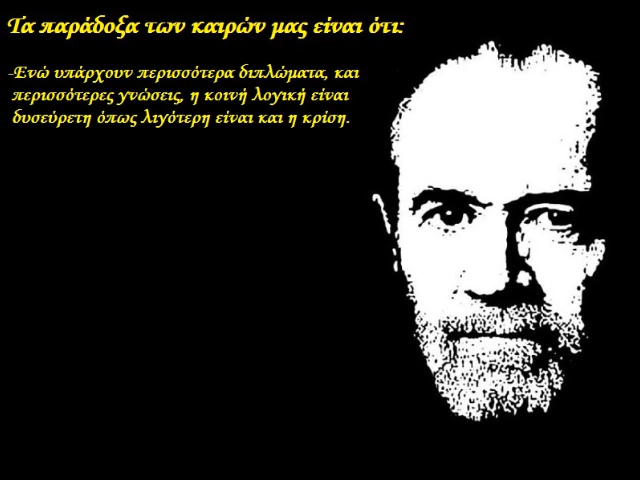 Τα παράδοξα των καιρών μας είναι ότι:
-Ενώ υπάρχουν περισσότερα διπλώματα, και
περισσότερες γνώσεις, η κοινή λογική είναι
δυσεύρετη όπως λιγότερη είναι και η κρίση.